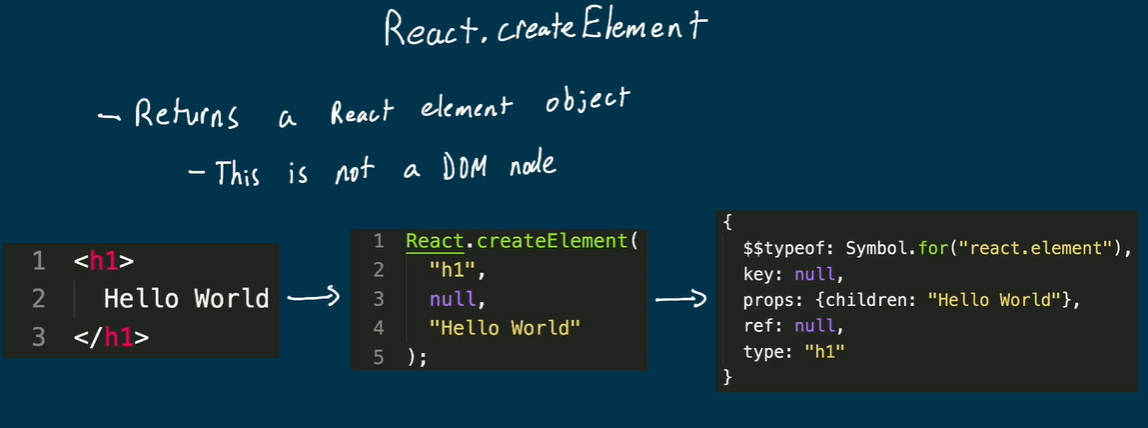 React.createElement
- Returns a React element object
- This is not a DOM node
1 <h1>
2 Hello World
3 </h1>
1 React.createElement(
2 "h1",
3 null,
4 "Hello World"
5 );
{
$$typeof: Symbol.for("react.element"),
key: null,
props: {children: "Hello World"},
ref: null,
type: "h1"
}